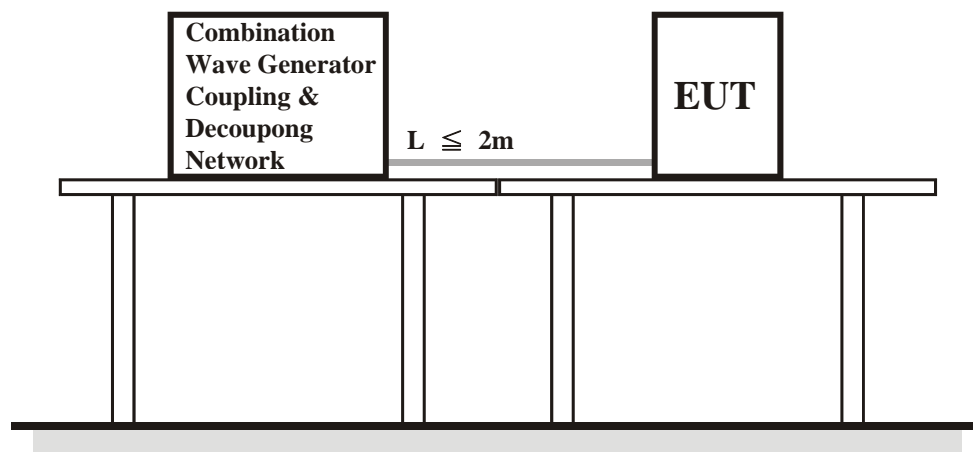 Combination
Wave Generator
Coupling &
Decoupong
Network
L ≦ 2m
EUT